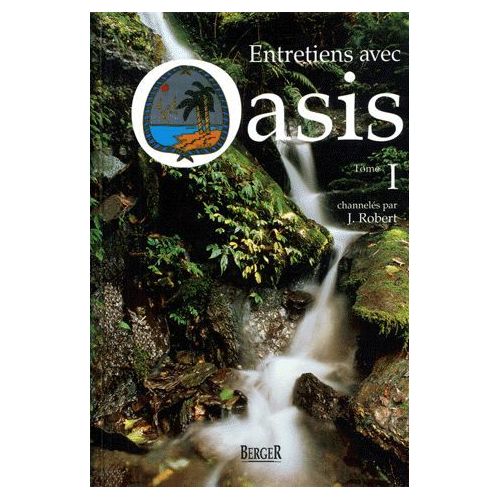 Entretiens avec
Oasis
Tome I
channelés par
J. Robert
BERGER